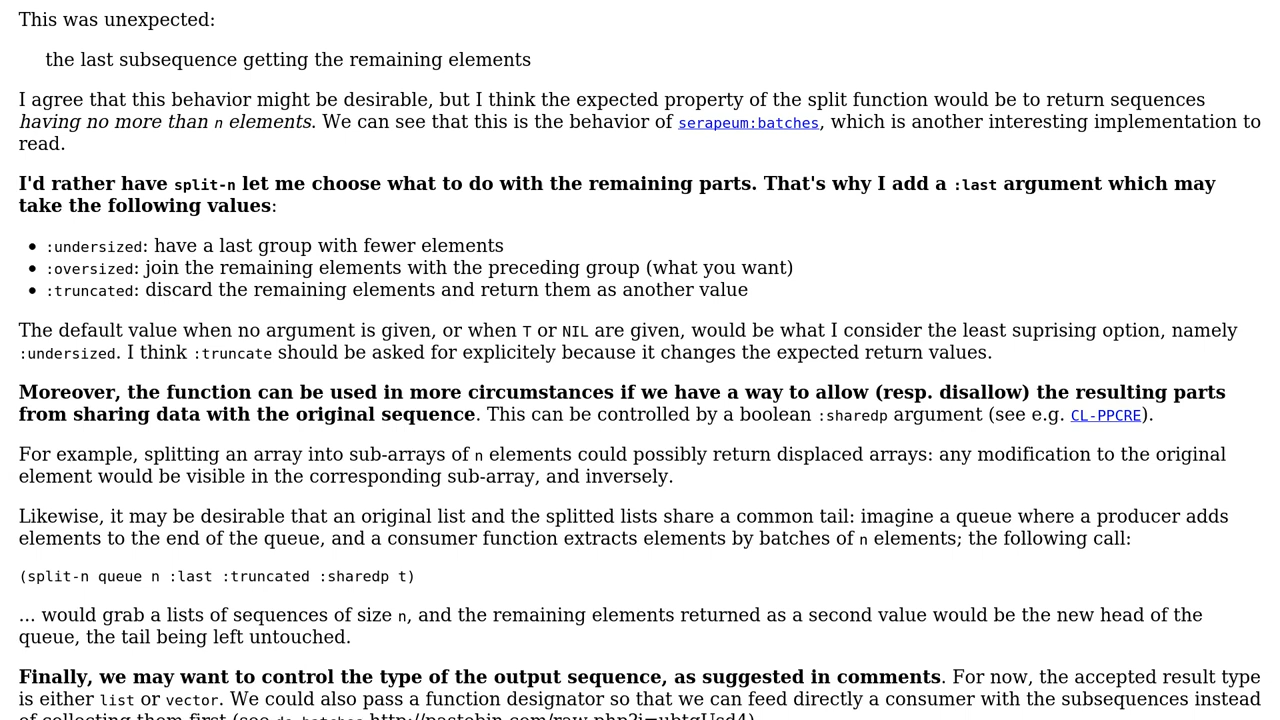 This was unexpected:
the last subsequence getting the remaining elements
I agree that this behavior might be desirable, but I think the expected property of the split function would be to return sequences
having no more than n elements. We can see that this is the behavior of serapeum:batches, which is another interesting implementation to
read.
I'd rather have split-n let me choose what to do with the remaining parts. That's why I add a :last argument which may
take the following values:
• :undersized: have a last group with fewer elements
• :oversized: join the remaining elements with the preceding group (what you want)
• :truncated: discard the remaining elements and return them as another value
The default value when no argument is given, or when T or NIL are given, would be what I consider the least suprising option, namely
:undersized. I think :truncate should be asked for explicitely because it changes the expected return values.
Moreover, the function can be used in more circumstances if we have a way to allow (resp. disallow) the resulting parts
from sharing data with the original sequence. This can be controlled by a boolean :sharedp argument (see e.g. CL-PPCRE).
For example, splitting an array into sub-arrays of n elements could possibly return displaced arrays: any modification to the original
element would be visible in the corresponding sub-array, and inversely.
Likewise, it may be desirable that an original list and the splitted lists share a common tail: imagine a queue where a producer adds
elements to the end of the queue, and a consumer function extracts elements by batches of n elements; the following call:
(split-n queue n :last :truncated :sharedp t)
... would grab a lists of sequences of size n, and the remaining elements returned as a second value would be the new head of the
queue, the tail being left untouched.
Finally, we may want to control the type of the output sequence, as suggested in comments. For now, the accepted result type
is either list or vector. We could also pass a function designator so that we can feed directly a consumer with the subsequences instead
of collecting them first (see do-batches http://pastebin.com/raw.php?i=ubtgUsd4)